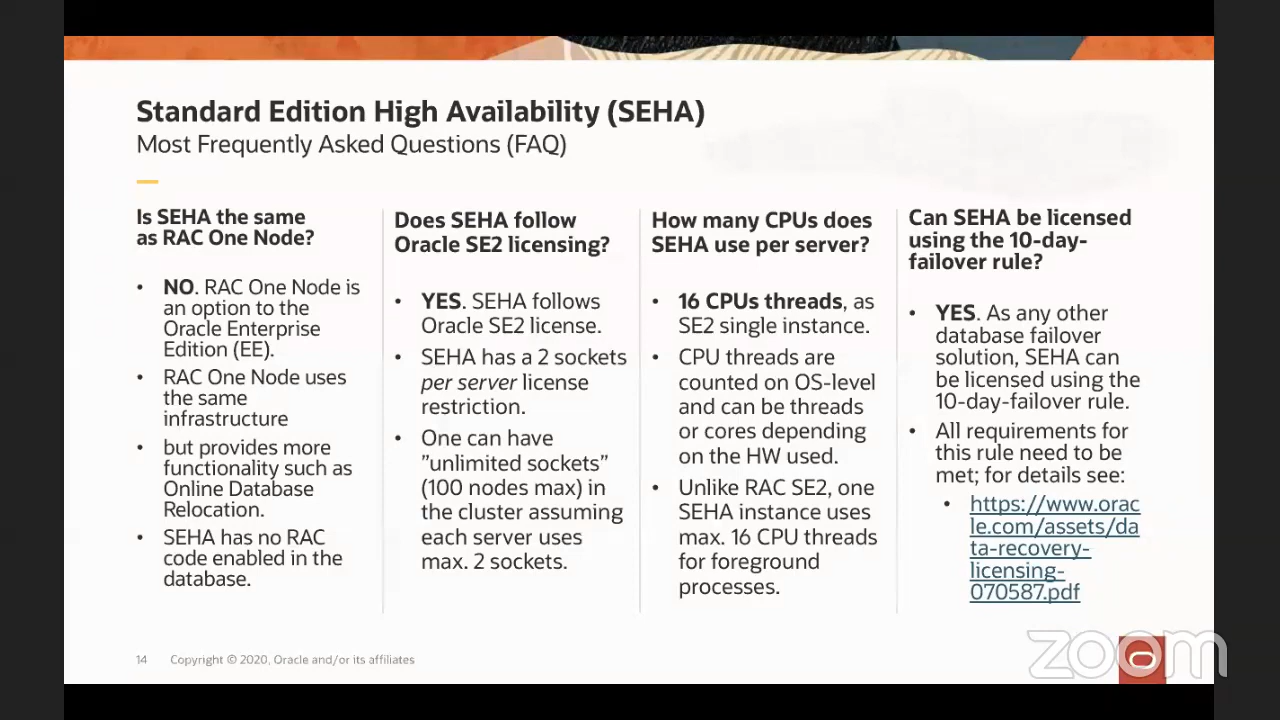 Standard Edition High Availability (SEHA)
Most Frequently Asked Questions (FAQ)
Is SEHA the same
as RAC One Node?
• NO. RAC One Node is
an option to the
Oracle Enterprise
Edition (EE).
• RAC One Node uses
the same
infrastructure
• but provides more
functionality such as
Online Database
Relocation.
• SEHA has no RAC
code enabled in the
database.
Does SEHA follow
Oracle SE2 licensing?
• YES. SEHA follows
Oracle SE2 license.
• SEHA has a 2 sockets
per server license
restriction.
• One can have
”unlimited sockets”
(100 nodes max) in
the cluster assuming
each server uses
max. 2 sockets.
How many CPUs does
SEHA use per server?
• 16 CPUs threads, as
SE2 single instance.
• CPU threads are
counted on OS-level
and can be threads
or cores depending
on the HW used.
• Unlike RAC SE2, one
SEHA instance uses
max. 16 CPU threads
for foreground
processes.
Can SEHA be licensed
using the 10-day-
failover rule?
• YES. As any other
database failover
solution, SEHA can
be licensed using the
10-day-failover rule.
• All requirements for
this rule need to be
met; for details see:
• https://www.orac
le.com/assets/da
ta-recovery-
licensing-
070587.pdf
14 Copyright © 2020, Oracle and/or its affiliates
zoom